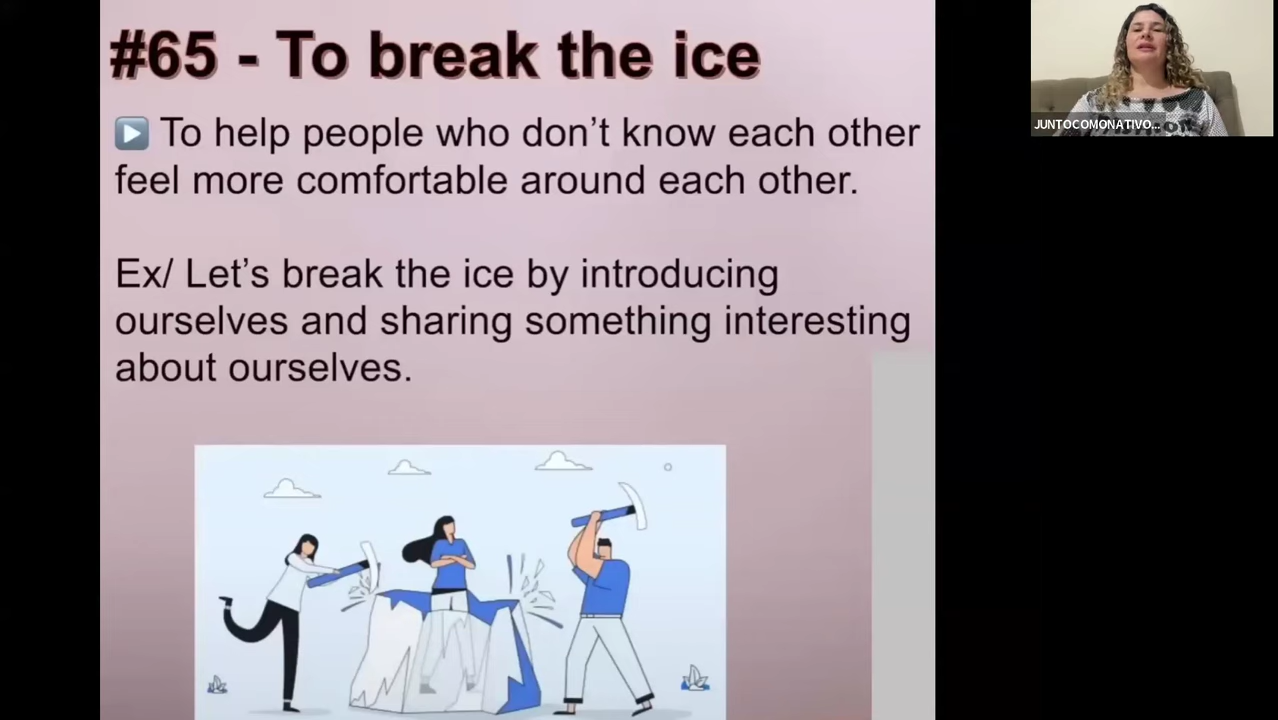 #65 - To break the ice
▶️ To help people who don’t know each other
feel more comfortable around each other.
Ex/ Let’s break the ice by introducing
ourselves and sharing something interesting
about ourselves.
JUNTOCOMONATIVO...